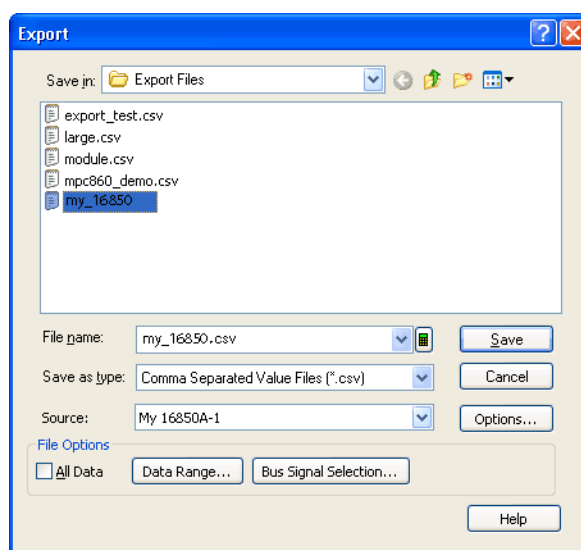 Export
Save in: Export Files
export_test.csv
large.csv
module.csv
mpc860_demo.csv
my_16850
File name: my_16850.csv Save
Save as type: Comma Separated Value Files (*.csv) Cancel
Source: My 16850A-1 Options...
File Options
All Data Data Range... Bus Signal Selection...
Help